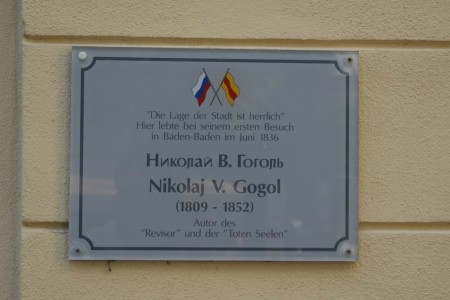 "Die Lage der Stadt ist herrlich"
Hier lebte bei seinem ersten Besuch
in Baden-Baden im Juni 1836
Николай В. Гоголь
Nikolaj V. Gogol
(1809 - 1852)
Autor des
"Revisor" und der "Toten Seelen"